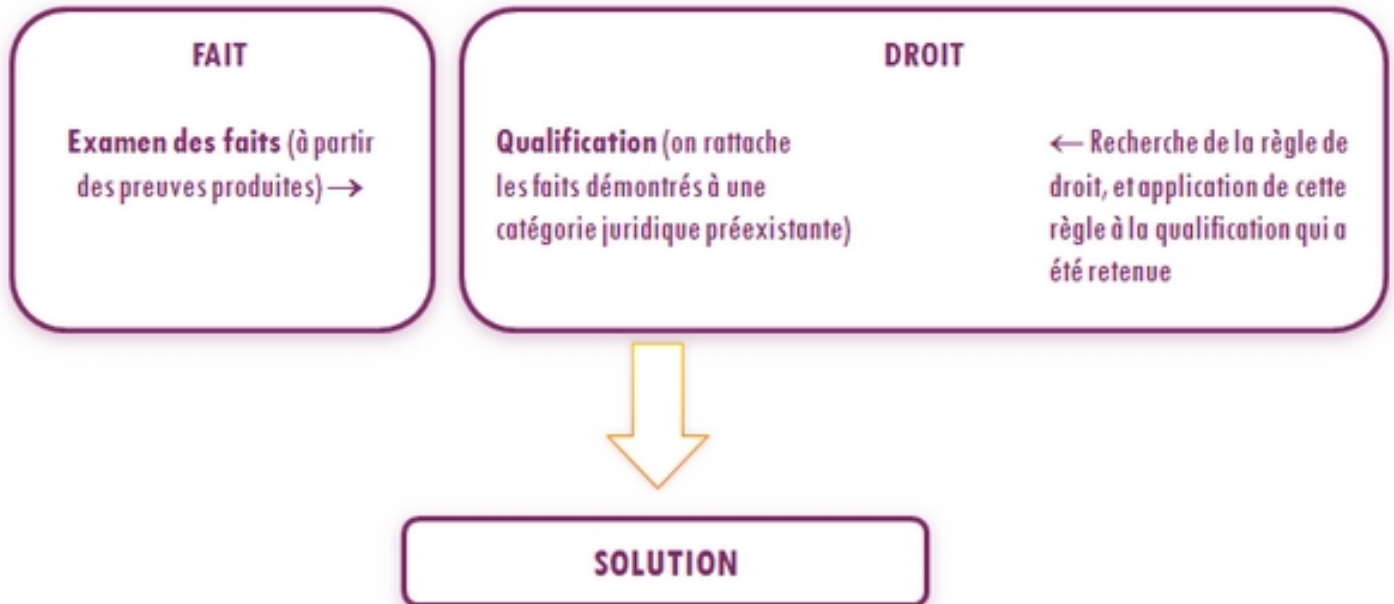 FAIT
Examen des faits (à partir
des preuves produites) →
DROIT
Qualification (on rattache
les faits démontrés à une
catégorie juridique préexistante)
← Recherche de la règle de
droit, et application de cette
règle à la qualification qui a
été retenue
SOLUTION